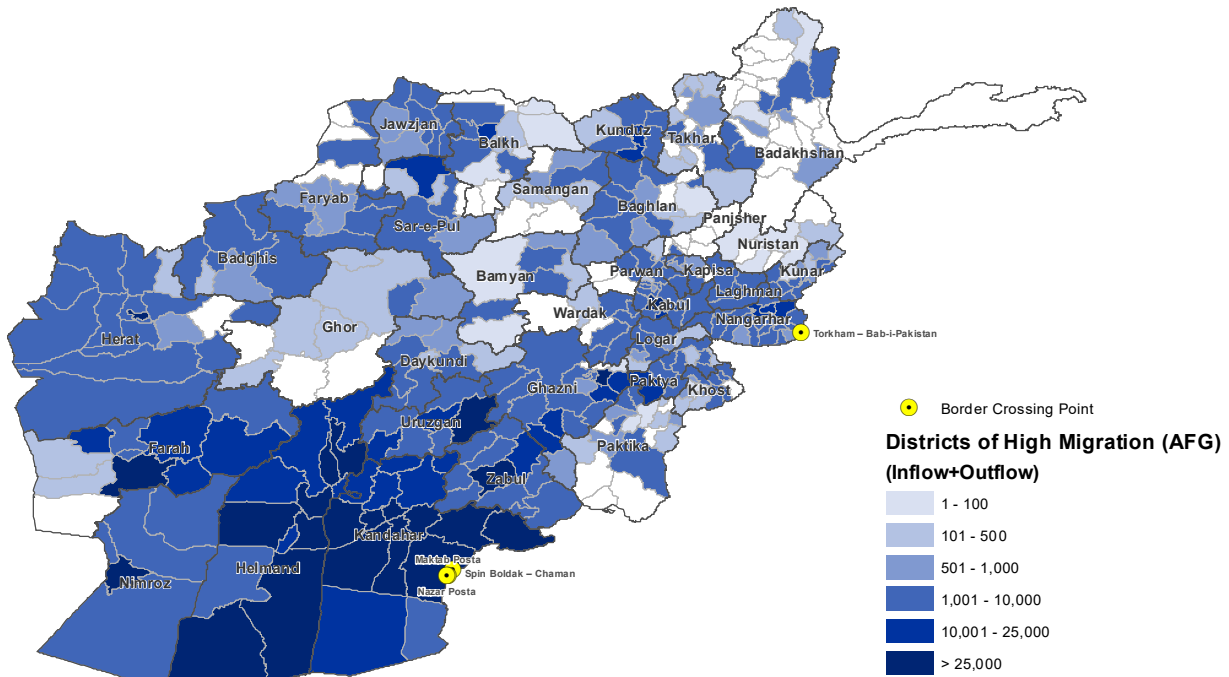 Jawzjan
Balkh
Kunduz
Takhar
Badakhshan
Samangan
Faryab
Baghlan
Panjsher
Sar-e-Pul
Nuristan
Badghis
Bamyan
Parwan
Kapisa
Kunar
Laghman
Kabul
Wardak
Nangarhar
Ghor
Torkham – Bab-i-Pakistan
Herat
Logar
Daykundi
Ghazni
Paktya
Khost
Uruzgan
Farah
Paktika
Zabul
Kandahar
Maktab Posta
Helmand
Spin Boldak – Chaman
Nimroz
Nazar Posta
Border Crossing Point
Districts of High Migration (AFG)
(Inflow+Outflow)
1 - 100
101 - 500
501 - 1,000
1,001 - 10,000
10,001 - 25,000
> 25,000